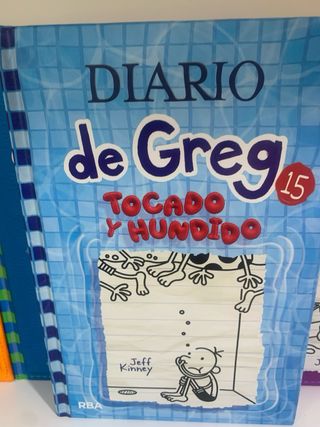 DIARIO
de Greg
15
TOCADO
Y HUNDIDO
Jeff
Kinney
RBA